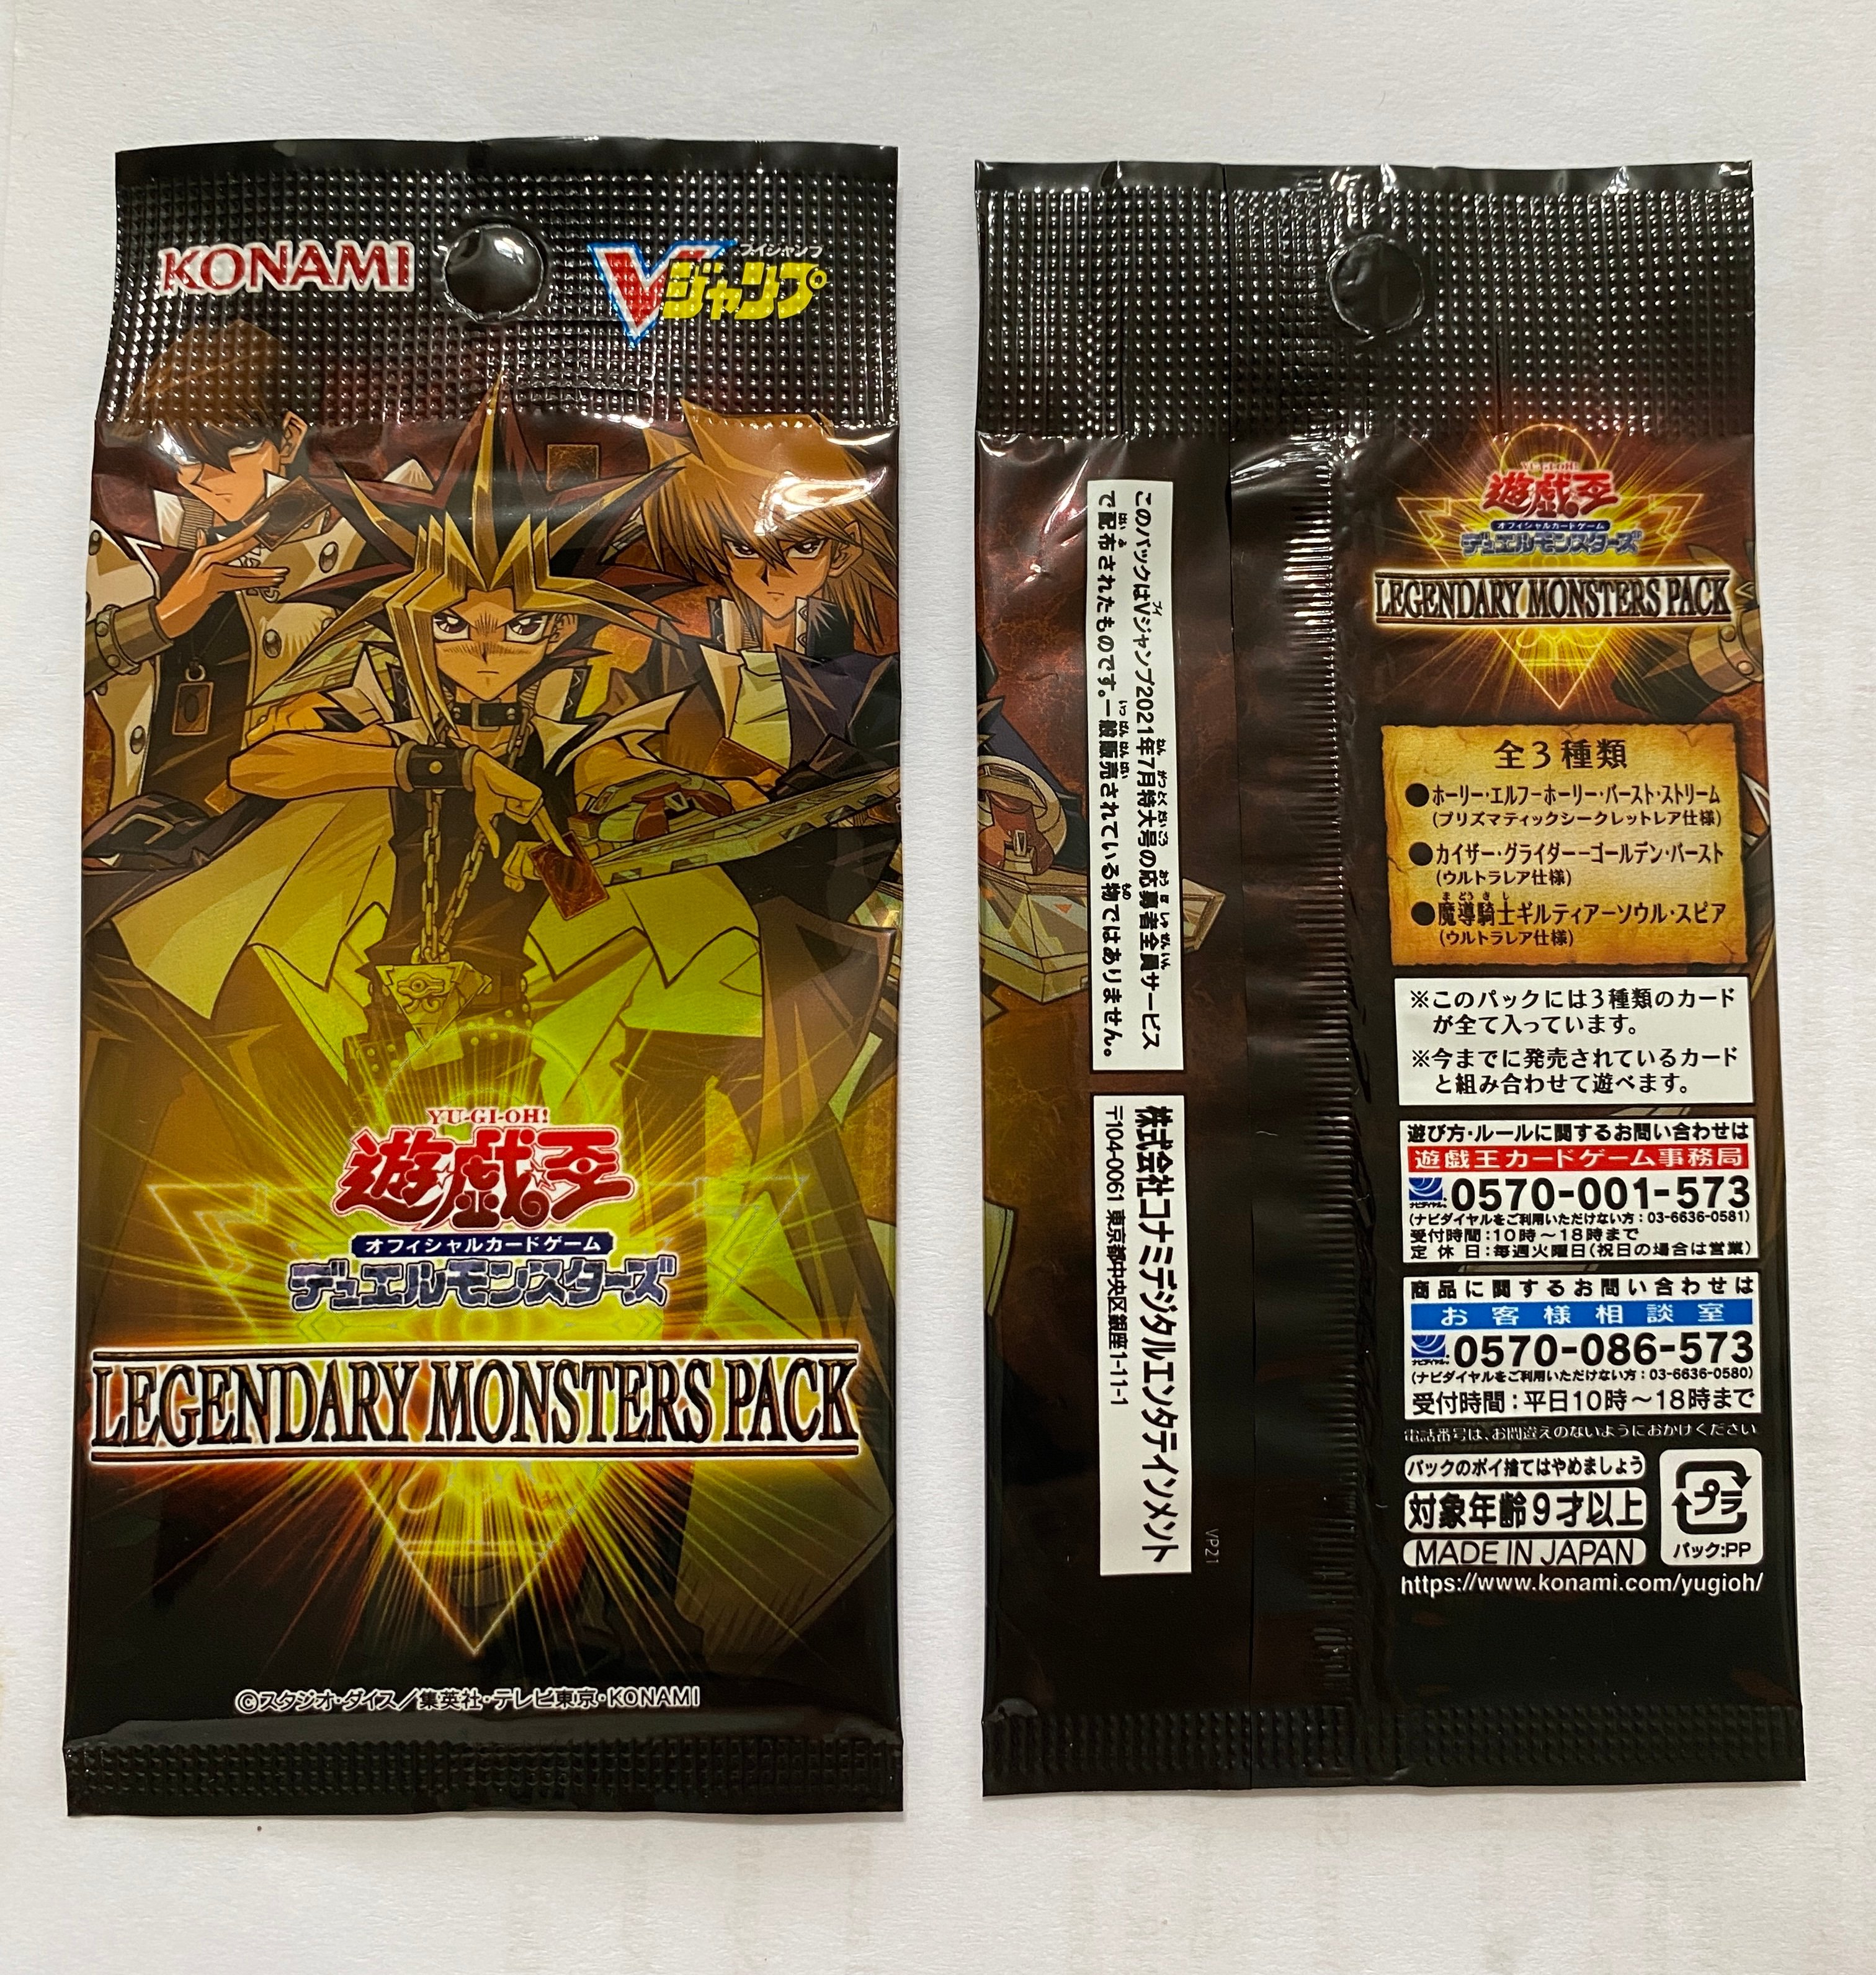 KONAMI
ブイジャンプ
Vジャンプ
YU-GI-OH!
遊戯王
オフィシャルカードゲーム
デュエルモンスターズ
LEGENDARY MONSTERS PACK
©スタジオ・ダイス/集英社・テレビ東京・KONAMI
このパックはVジャンプ2021年7月特大号の応募者全員サービス
で配布されたものです。一般販売されている物ではありません。
株式会社コナミデジタルエンタテインメント
〒104-0061 東京都中央区銀座1-11-1
VP21
YU-GI-OH!
遊戯王
オフィシャルカードゲーム
デュエルモンスターズ
LEGENDARY MONSTERS PACK
全3種類
●ホーリー・エルフ-ホーリー・バースト・ストリーム
(プリズマティックシークレットレア仕様)
●カイザー・グライダー-ゴールデン・バースト
(ウルトラレア仕様)
●魔導騎士ギルティア-ソウル・スピア
(ウルトラレア仕様)
※このパックには3種類のカード
が全て入っています。
※今までに発売されているカード
と組み合わせて遊べます。
遊び方・ルールに関するお問い合わせは
遊戯王カードゲーム事務局
ナビダイヤル 0570-001-573
(ナビダイヤルをご利用いただけない方:03-6636-0581)
受付時間:10時~18時まで
定休日:毎週火曜日(祝日の場合は営業)
商品に関するお問い合わせは
お客様相談室
ナビダイヤル 0570-086-573
(ナビダイヤルをご利用いただけない方:03-6636-0580)
受付時間:平日10時~18時まで
電話番号は、お間違えのないようにおかけください
パックのポイ捨てはやめましょう
対象年齢9才以上
MADE IN JAPAN
プラ
パック:PP
https://www.konami.com/yugioh/